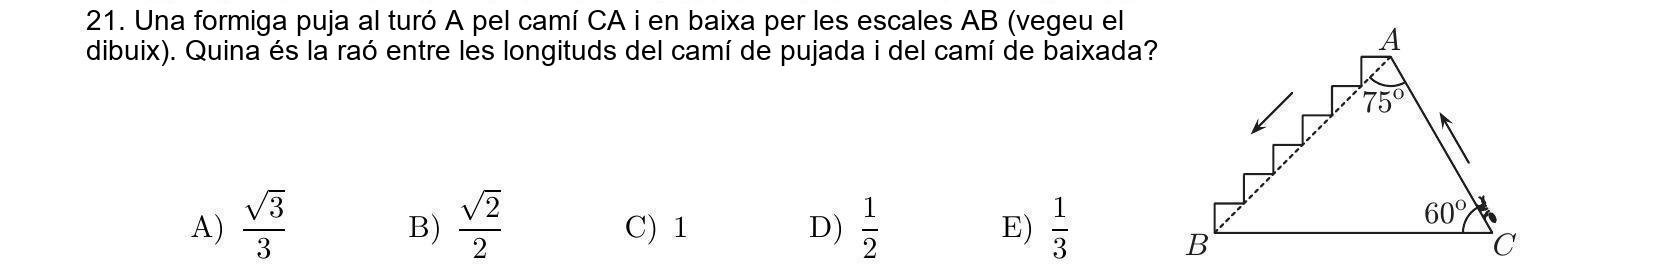 21. Una formiga puja al turó A pel camí CA i en baixa per les escales AB (vegeu el
dibuix). Quina és la raó entre les longituds del camí de pujada i del camí de baixada?
A
75º
60º
B
C
A) √3/3 B) √2/2 C) 1 D) 1/2 E) 1/3